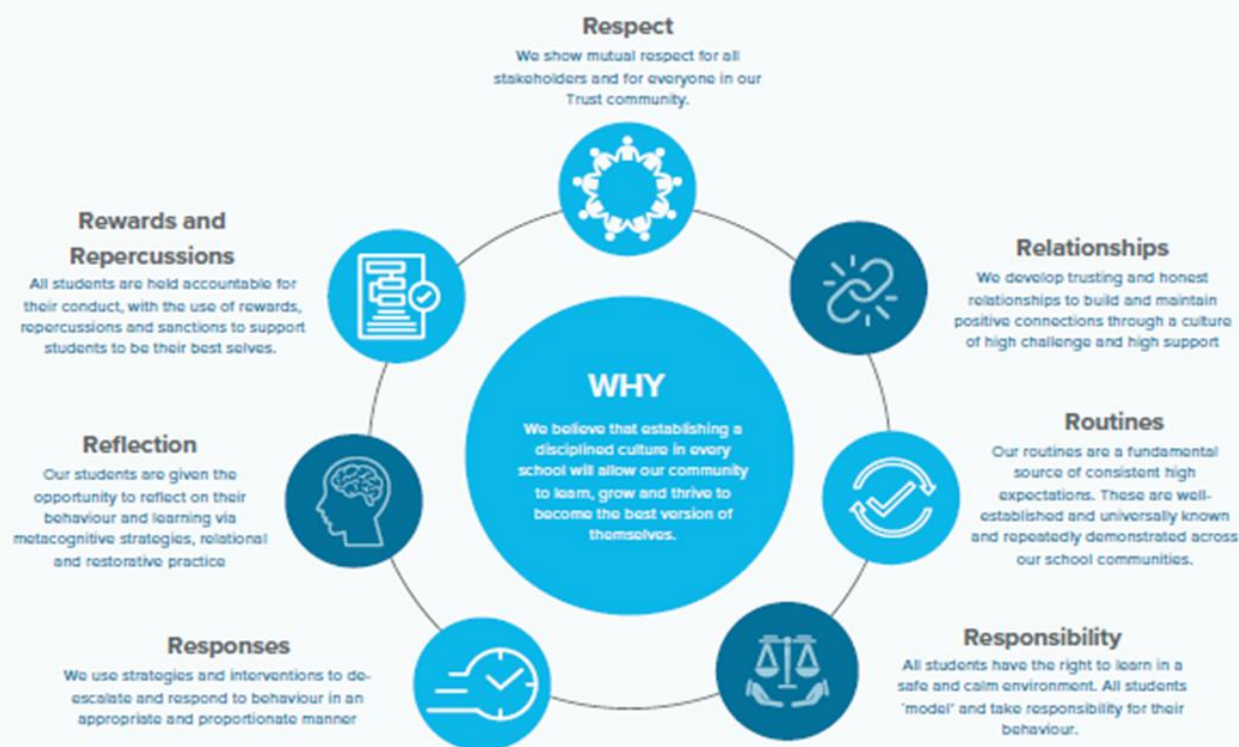 Respect
We show mutual respect for all
stakeholders and for everyone in our
Trust community.
Relationships
We develop trusting and honest
relationships to build and maintain
positive connections through a culture
of high challenge and high support
Routines
Our routines are a fundamental
source of consistent high
expectations. These are well-
established and universally known
and repeatedly demonstrated across
our school communities.
Responsibility
All students have the right to learn in a
safe and calm environment. All students
'model' and take responsibility for their
behaviour.
Responses
We use strategies and interventions to de-
escalate and respond to behaviour in an
appropriate and proportionate manner
Reflection
Our students are given the
opportunity to reflect on their
behaviour and learning via
metacognitive strategies, relational
and restorative practice
Rewards and
Repercussions
All students are held accountable for
their conduct, with the use of rewards,
repercussions and sanctions to support
students to be their best selves.
WHY
We believe that establishing a
disciplined culture in every
school will allow our community
to learn, grow and thrive to
become the best version of
themselves.